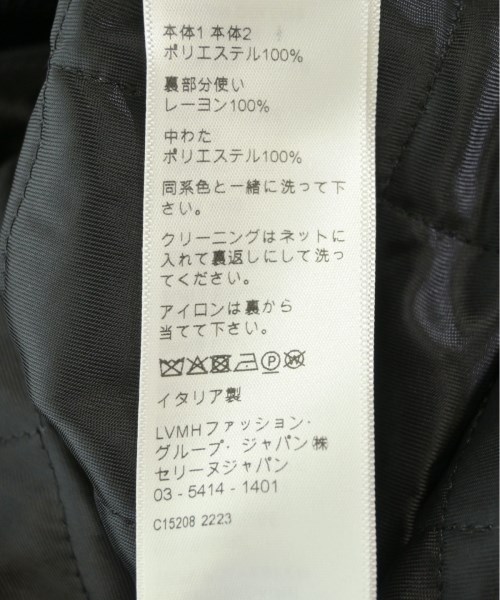 本体1 本体2
ポリエステル100%
裏部分使い
レーヨン100%
中わた
ポリエステル100%
同系色と一緒に洗って下
さい。
クリーニングはネットに
入れて裏返しにして洗っ
てください。
アイロンは裏から
当てて下さい。
イタリア製
LVMHファッション・
グループ・ジャパン㈱
セリーヌジャパン
03 - 5414 - 1401
C15208 2223